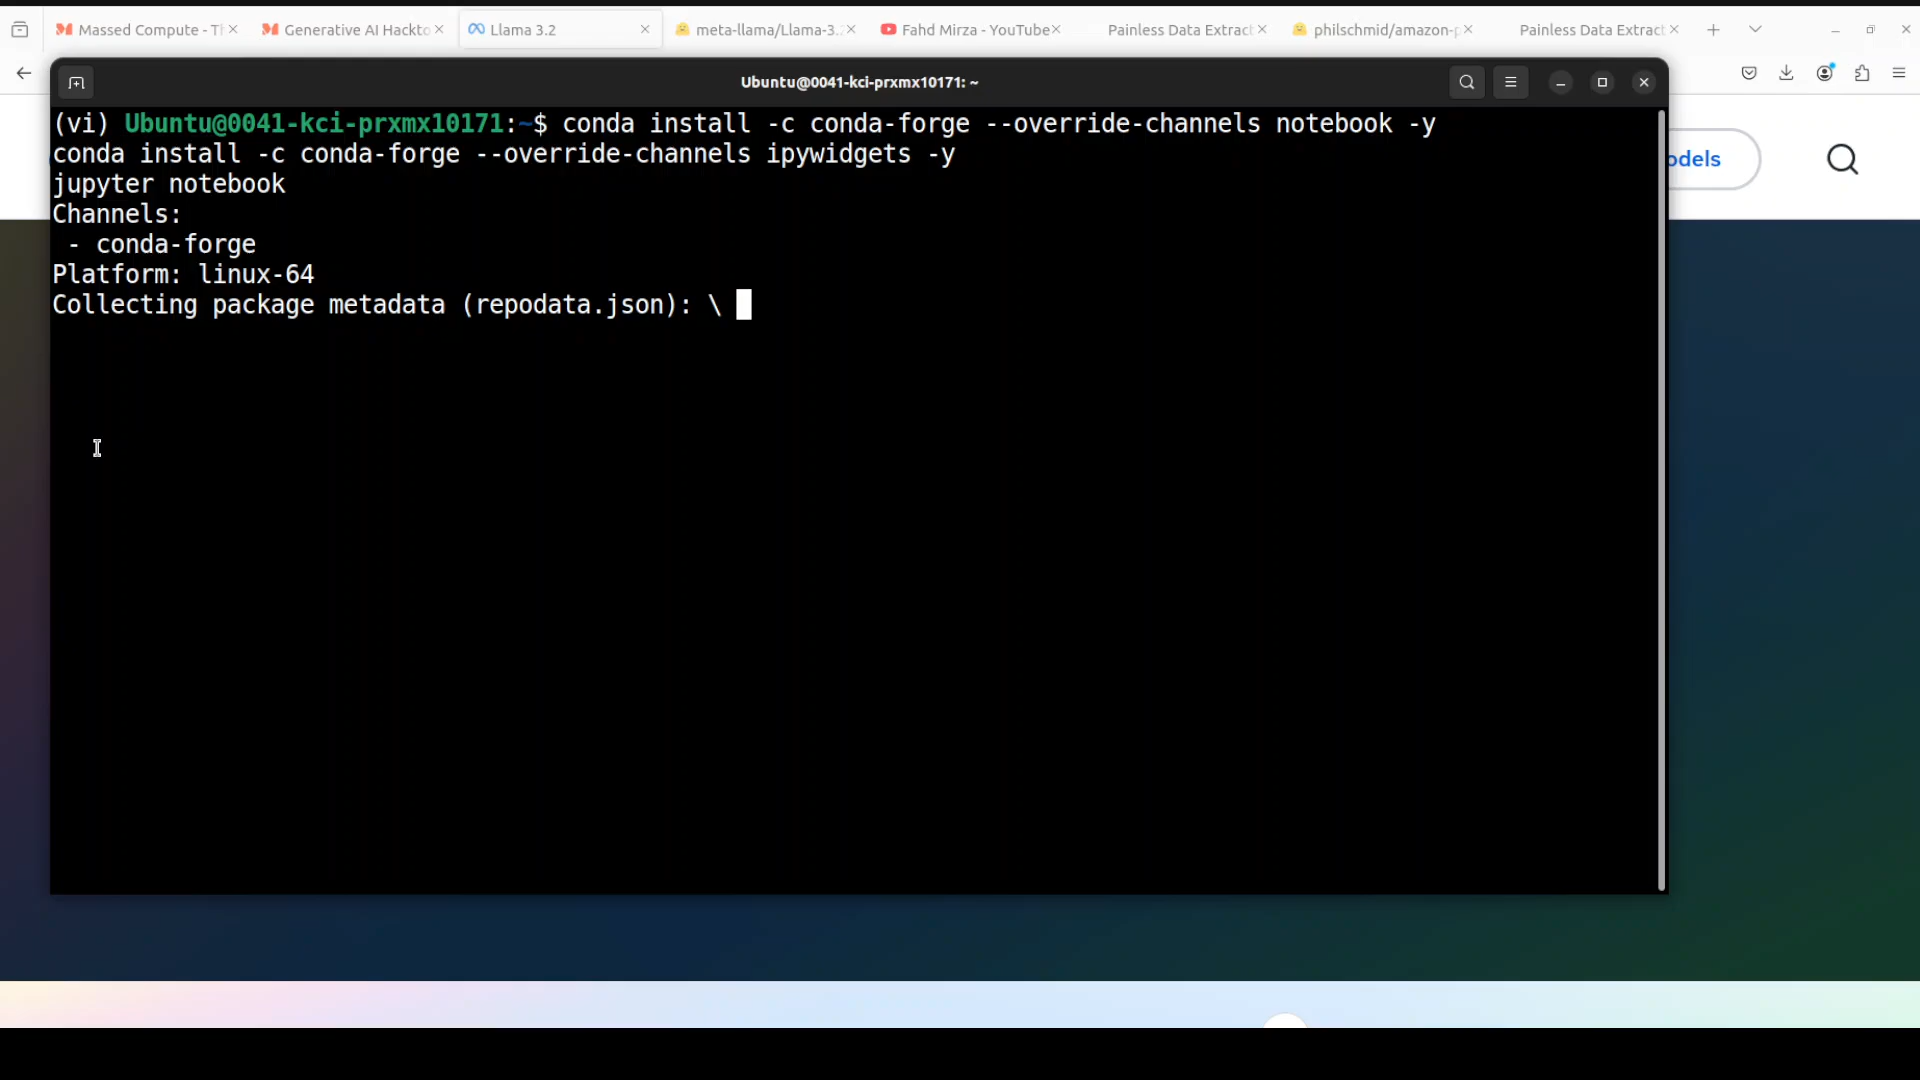 Massed Compute - Th
Generative AI Hackto
Llama 3.2
meta-llama/Llama-3.2
Fahd Mirza - YouTube
Painless Data Extract
philschmid/amazon-p
Painless Data Extract
Ubuntu@0041-kci-prxmx10171: ~
(vi) Ubuntu@0041-kci-prxmx10171:~$ conda install -c conda-forge --override-channels notebook -y
conda install -c conda-forge --override-channels ipywidgets -y
jupyter notebook
Channels:
- conda-forge
Platform: linux-64
Collecting package metadata (repodata.json): \
odels